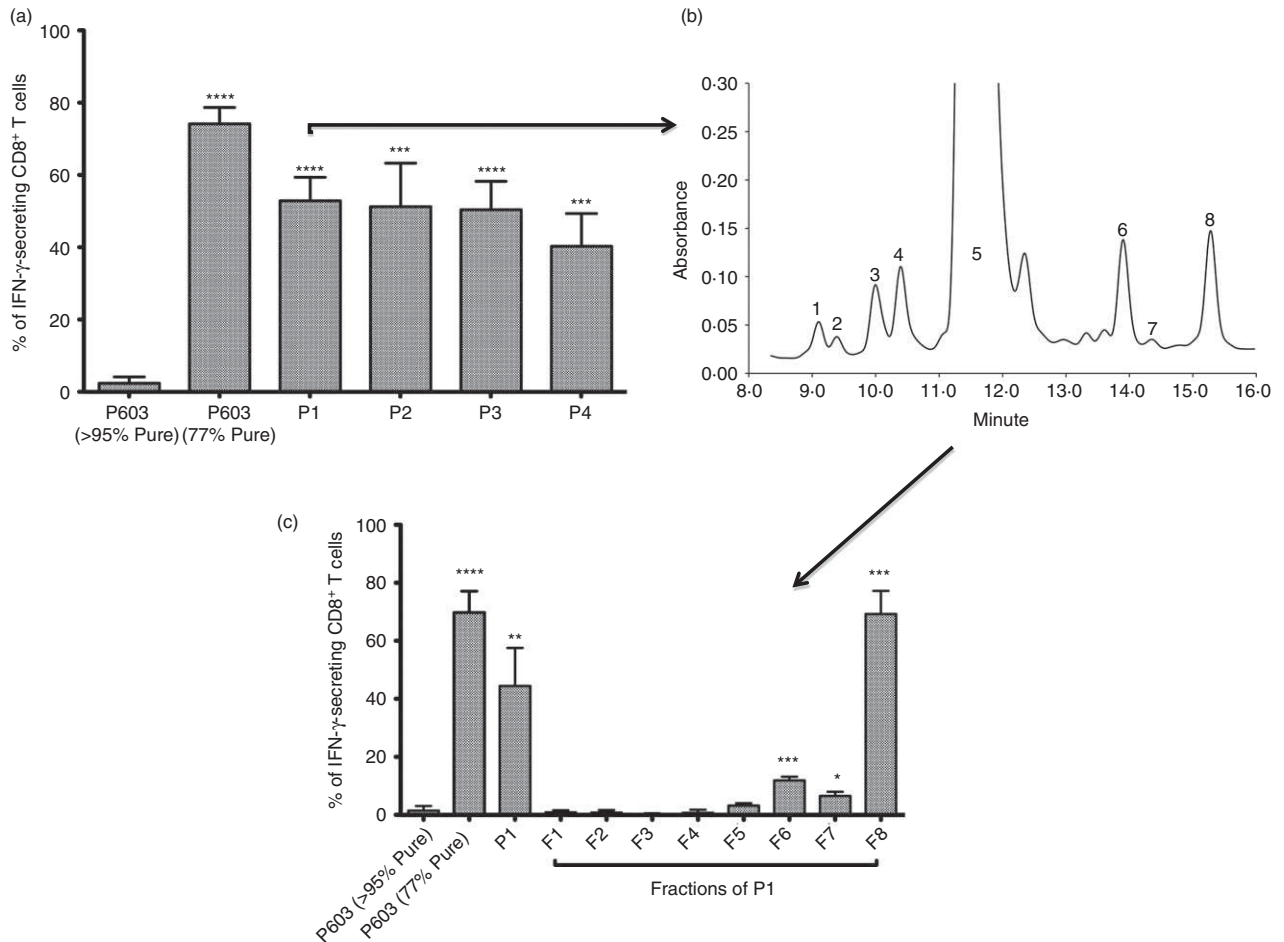 (a)
100
80
60
40
20
0
% of IFN-γ-secreting CD8+ T cells
****
****
***
****
***
P603
(>95% Pure)
P603
(77% Pure)
P1
P2
P3
P4
(b)
0·30
0·25
0·20
0·15
0·10
0·05
0·00
Absorbance
1
2
3
4
5
6
7
8
8·0 9·0 10·0 11·0 12·0 13·0 14·0 15·0 16·0
Minute
(c)
100
80
60
40
20
0
% of IFN-γ-secreting CD8+ T cells
****
**
***
*
***
P603 (>95% Pure)
P603 (77% Pure)
P1
F1
F2
F3
F4
F5
F6
F7
F8
Fractions of P1